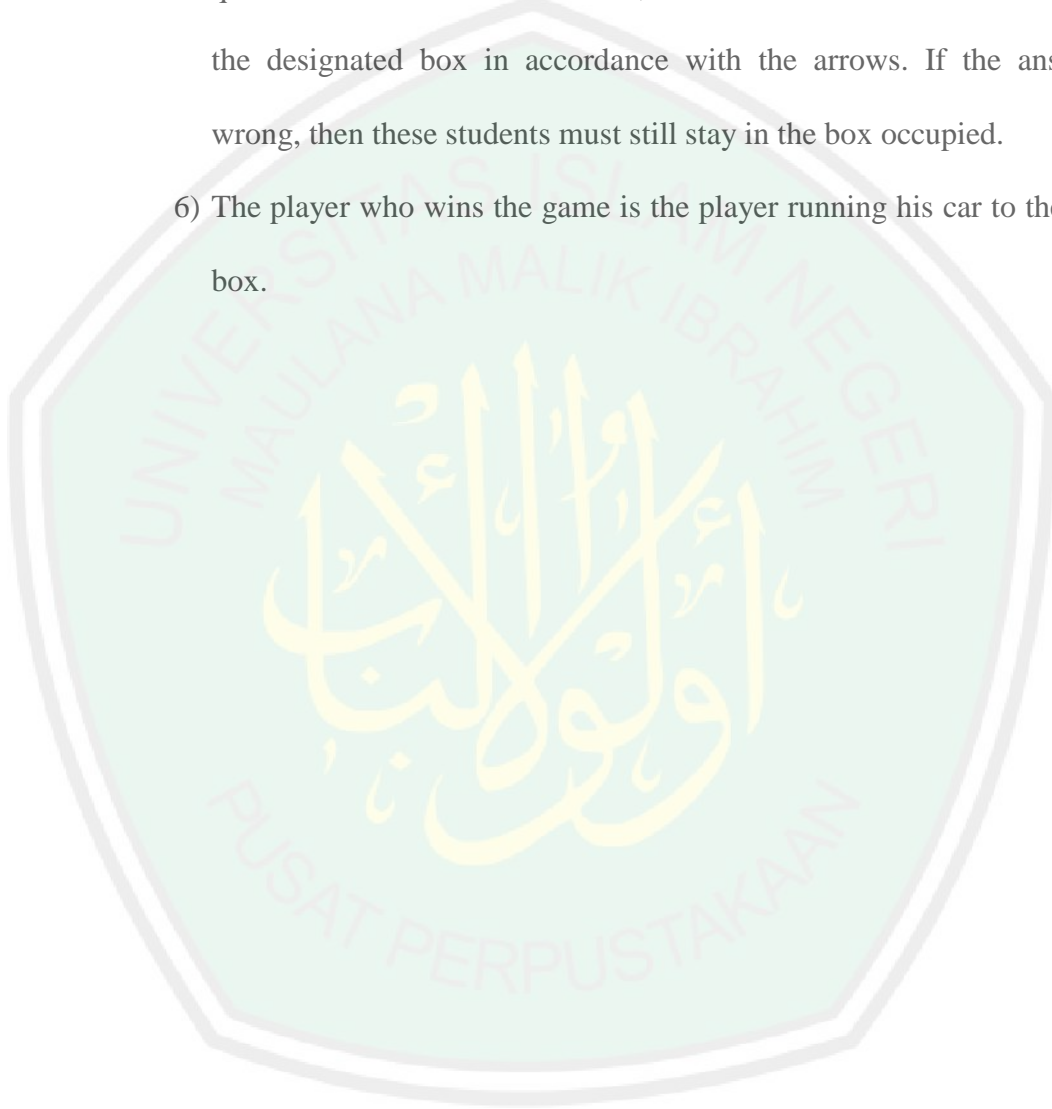 the designated box in accordance with the arrows. If the
wrong, then these students must still stay in the box occupied.
6) The player who wins the game is the player running his car to
box.
UNIVERSITAS ISLAM NEGERI
MAULANA MALIK IBRAHIM
أولو الألباب
PUSAT PERPUSTAKAAN